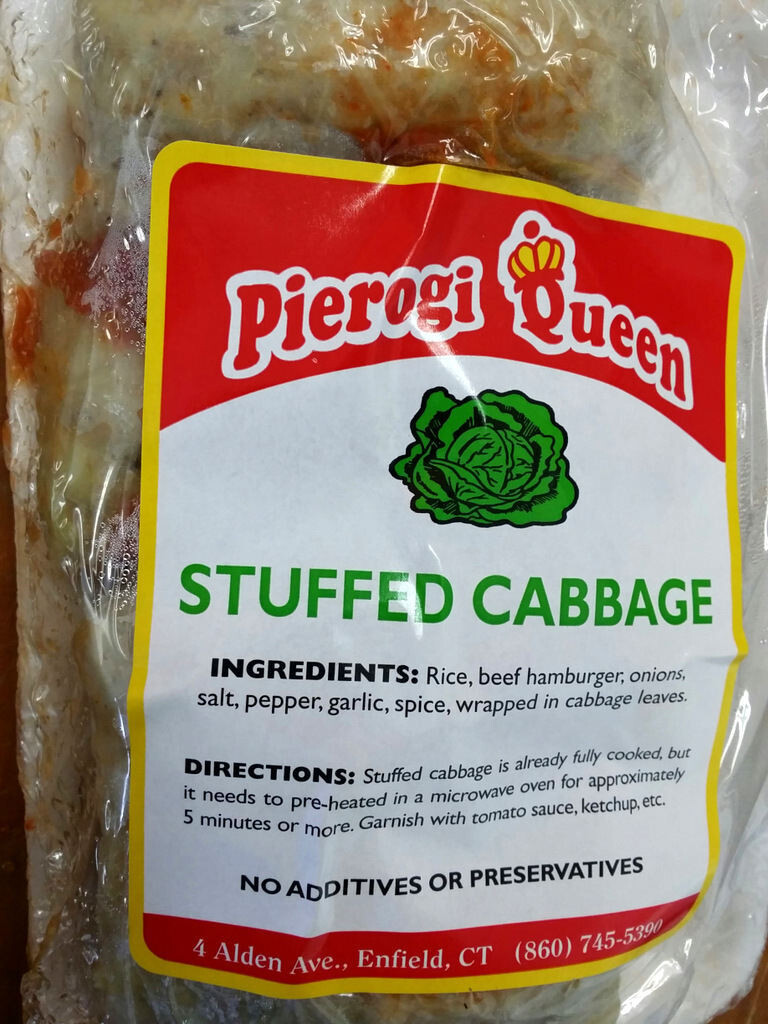 Pierogi Queen
STUFFED CABBAGE
INGREDIENTS: Rice, beef hamburger, onions,
salt, pepper, garlic, spice, wrapped in cabbage leaves.
DIRECTIONS: Stuffed cabbage is already fully cooked, but
it needs to pre-heated in a microwave oven for approximately
5 minutes or more. Garnish with tomato sauce, ketchup, etc.
NO ADDITIVES OR PRESERVATIVES
4 Alden Ave., Enfield, CT (860) 745-5390